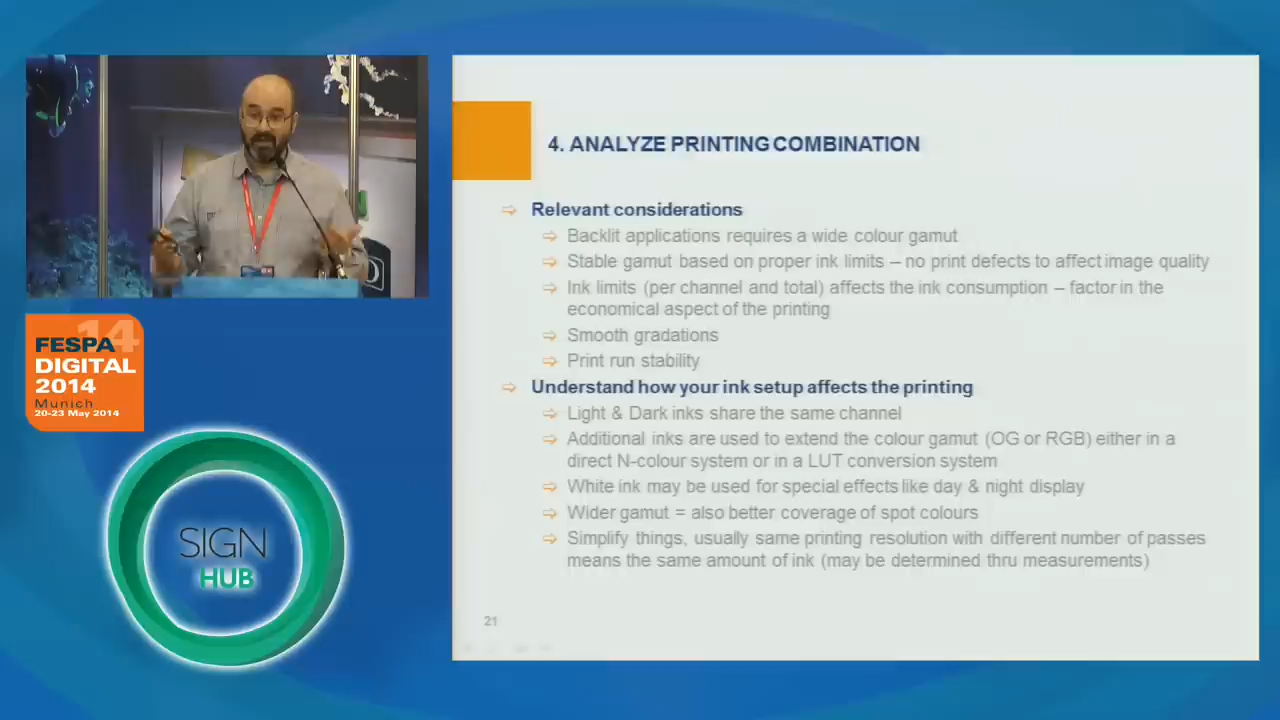 4. ANALYZE PRINTING COMBINATION
Relevant considerations
Backlit applications requires a wide colour gamut
Stable gamut based on proper ink limits – no print defects to affect image quality
Ink limits (per channel and total) affects the ink consumption – factor in the
economical aspect of the printing
Smooth gradations
Print run stability
Understand how your ink setup affects the printing
Light & Dark inks share the same channel
Additional inks are used to extend the colour gamut (OG or RGB) either in a
direct N-colour system or in a LUT conversion system
White ink may be used for special effects like day & night display
Wider gamut = also better coverage of spot colours
Simplify things, usually same printing resolution with different number of passes
means the same amount of ink (may be determined thru measurements)
21
14
FESPA
DIGITAL
2014
Munich
20-23 May 2014
SIGN
HUB